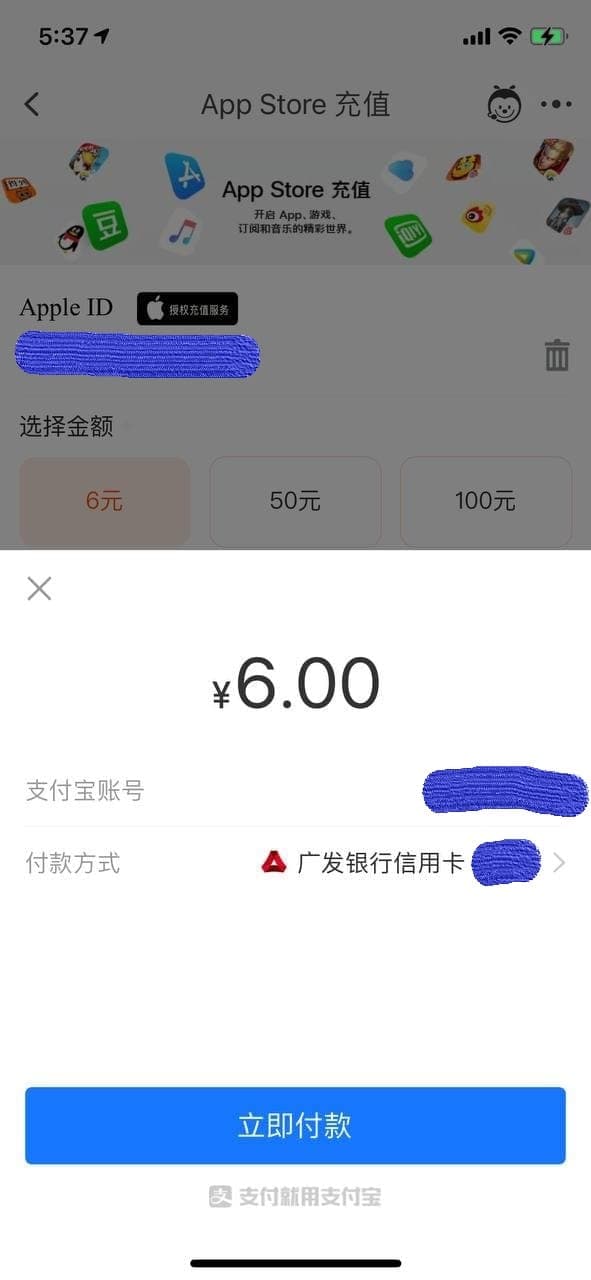 5:37
App Store 充值
App Store 充值
开启 App、游戏、
订阅和音乐的精彩世界。
豆
iQIYI
Apple ID 授权充值服务
选择金额
6元 50元 100元
¥6.00
支付宝账号
付款方式 广发银行信用卡
立即付款
支 支付就用支付宝